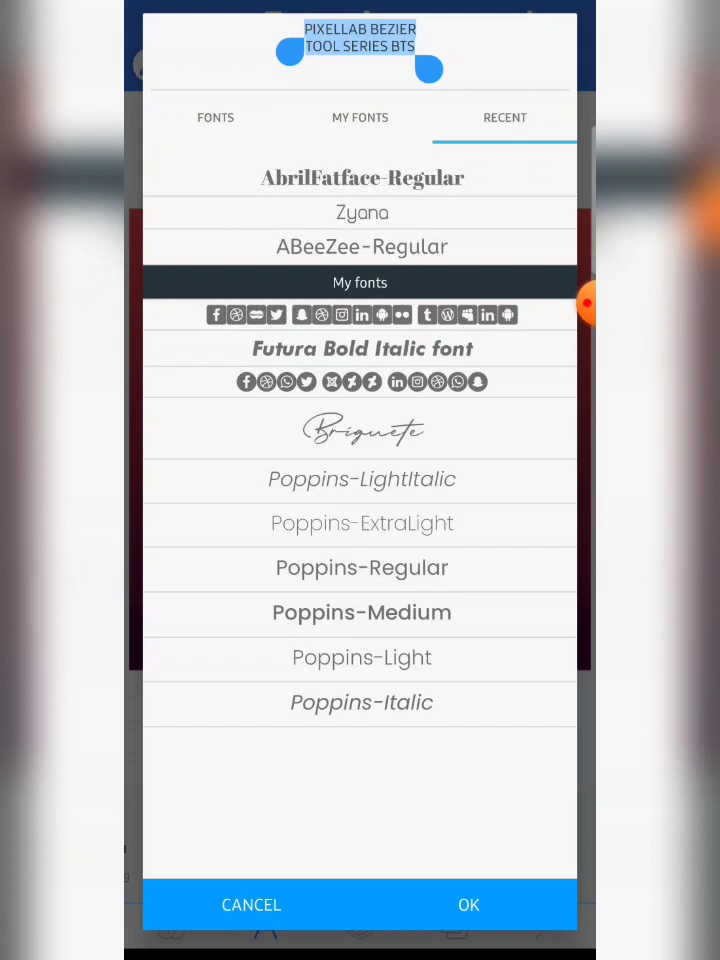 PIXELLAB BEZIER
TOOL SERIES BTS
FONTS
MY FONTS
RECENT
AbrilFatface-Regular
Zyana
ABeeZee-Regular
My fonts
Futura Bold Italic font
Briquete
Poppins-LightItalic
Poppins-ExtraLight
Poppins-Regular
Poppins-Medium
Poppins-Light
Poppins-Italic
CANCEL
OK